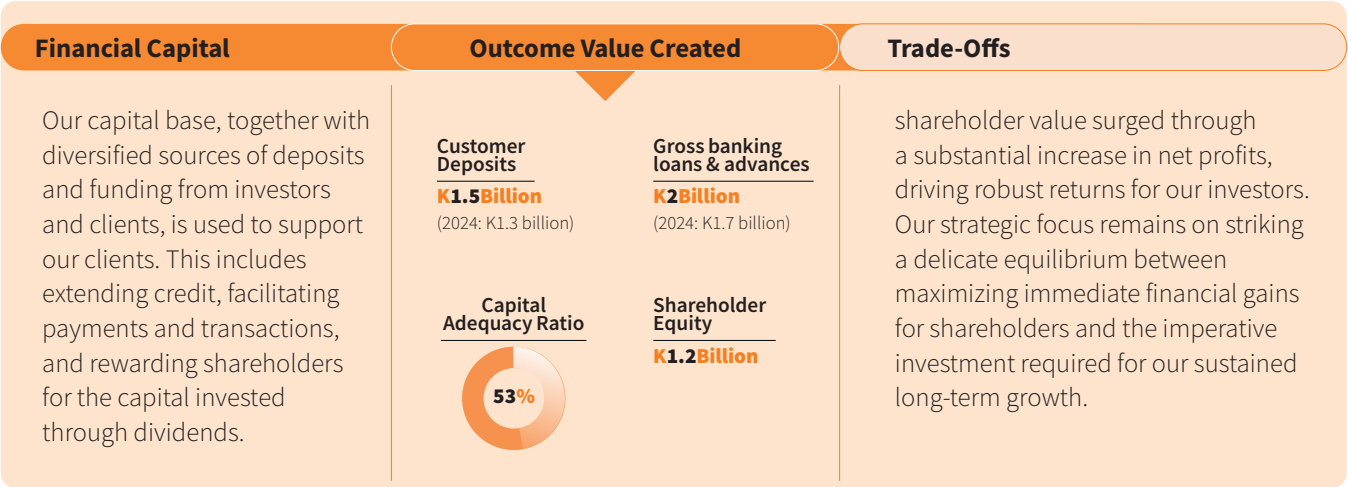 Financial Capital
Outcome Value Created
Trade-Offs
Our capital base, together with
diversified sources of deposits
and funding from investors
and clients, is used to support
our clients. This includes
extending credit, facilitating
payments and transactions,
and rewarding shareholders
for the capital invested
through dividends.
Customer
Deposits
K1.5Billion
(2024: K1.3 billion)
Gross banking
loans & advances
K2Billion
(2024: K1.7 billion)
Capital
Adequacy Ratio
53%
Shareholder
Equity
K1.2Billion
shareholder value surged through
a substantial increase in net profits,
driving robust returns for our investors.
Our strategic focus remains on striking
a delicate equilibrium between
maximizing immediate financial gains
for shareholders and the imperative
investment required for our sustained
long-term growth.